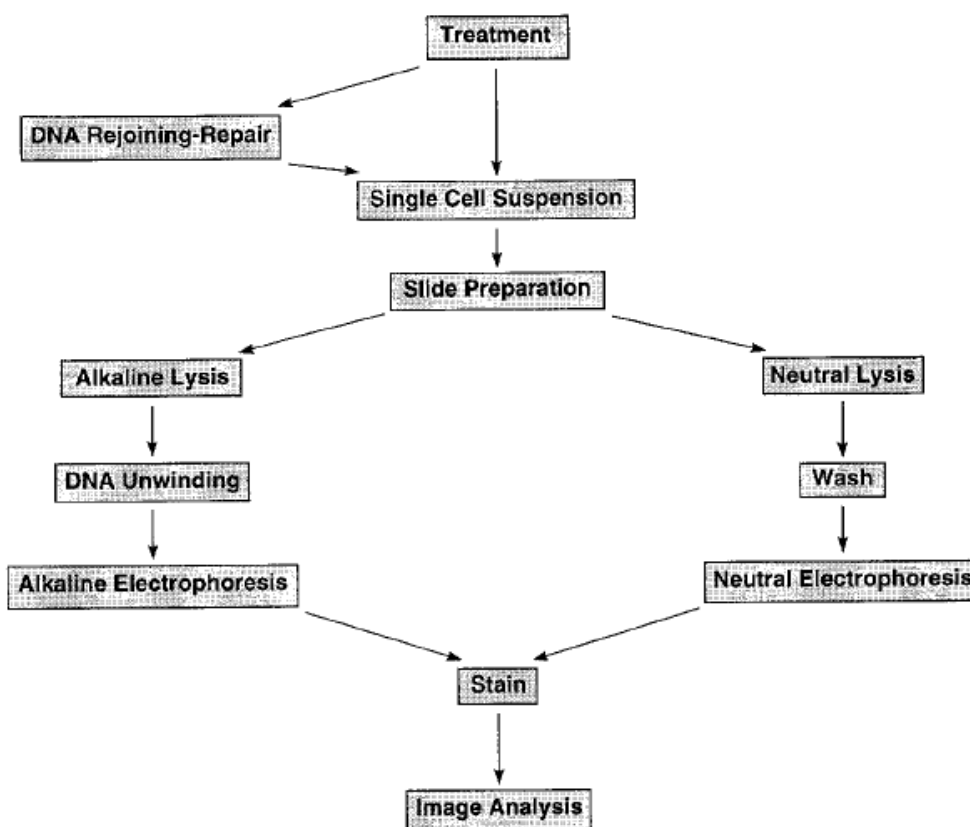 Treatment
DNA Rejoining-Repair
Single Cell Suspension
Slide Preparation
Alkaline Lysis
Neutral Lysis
DNA Unwinding
Wash
Alkaline Electrophoresis
Neutral Electrophoresis
Stain
Image Analysis